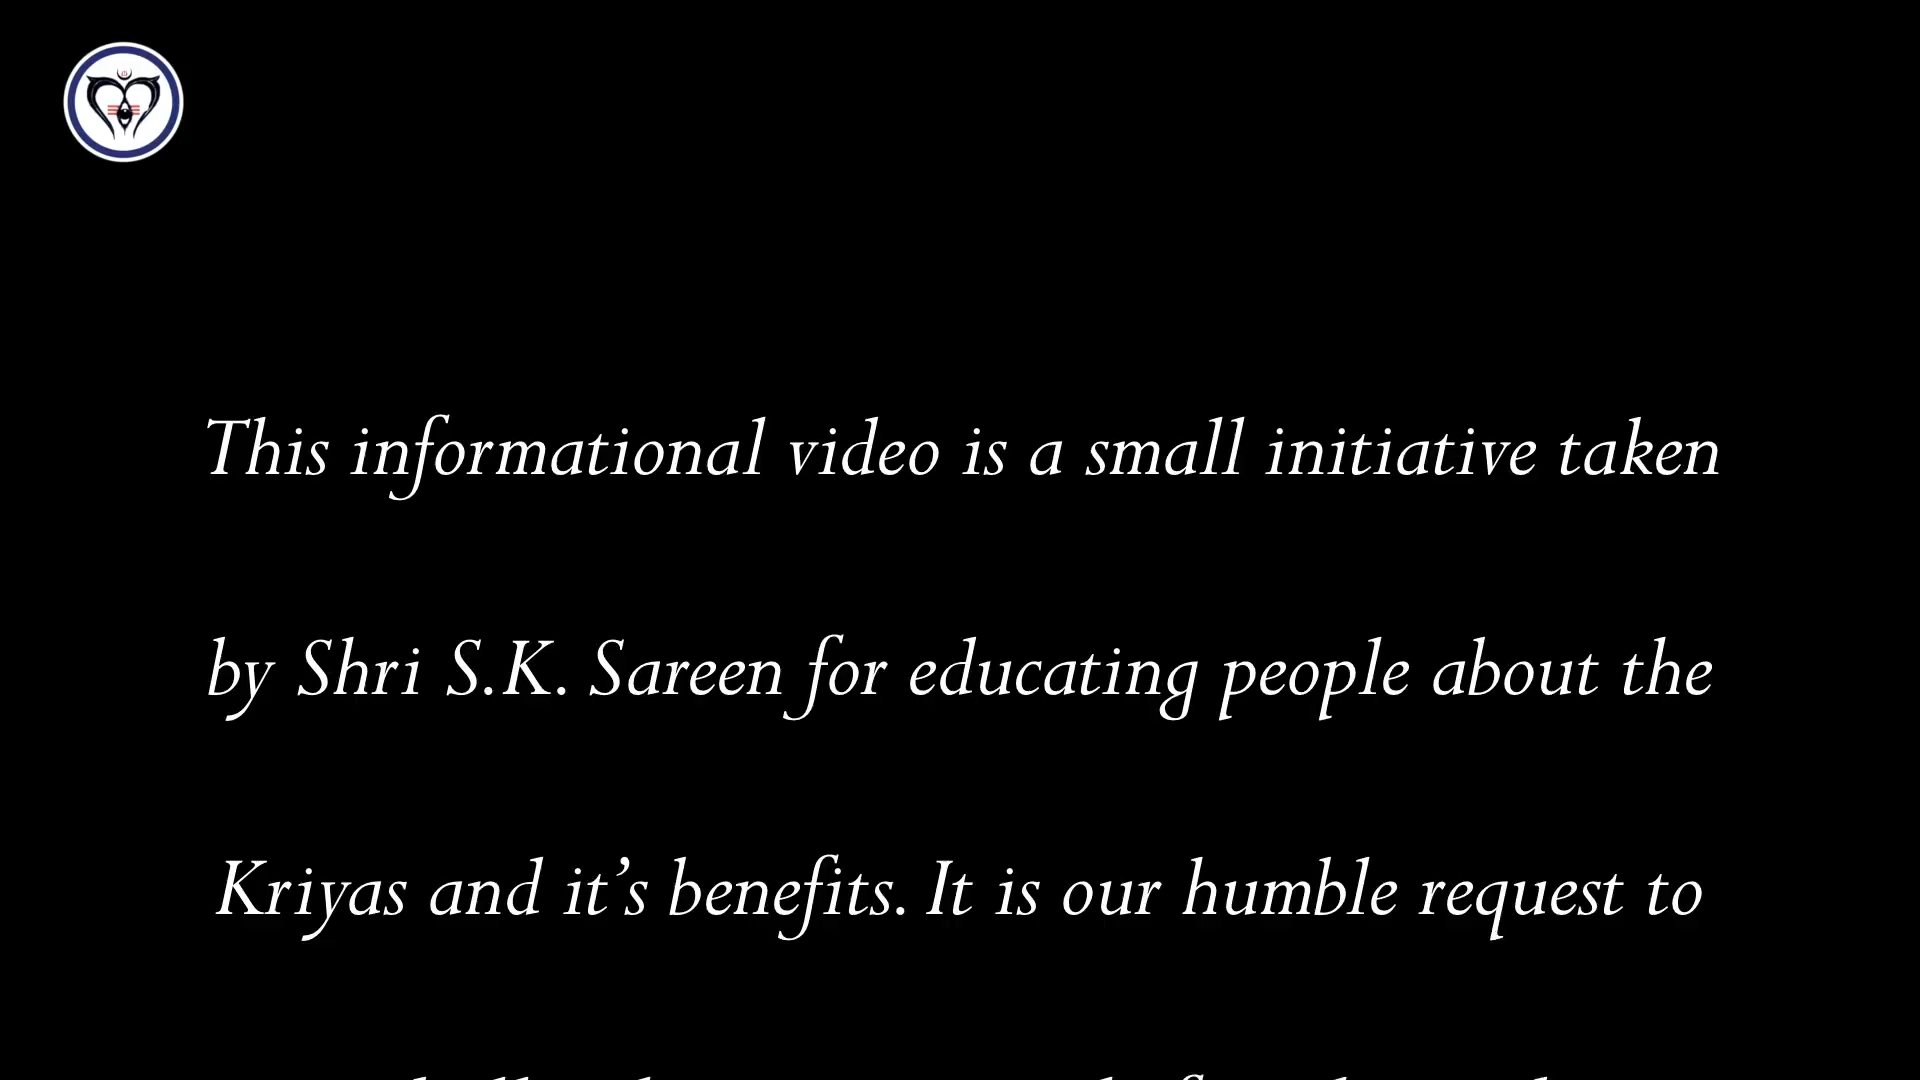 This informational video is a small initiative taken
by Shri S.K. Sareen for educating people about the
Kriyas and it’s benefits. It is our humble request to